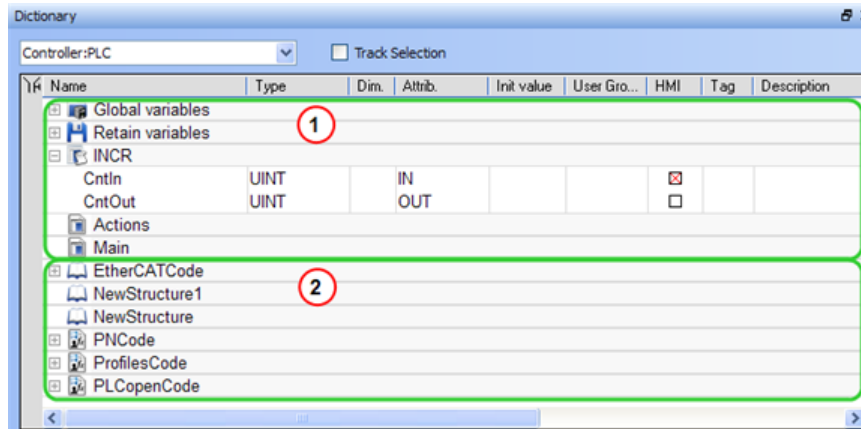 Dictionary
Controller:PLC Track Selection
Name Type Dim. Attrib. Init value User Gro... HMI Tag Description
Global variables
1
Retain variables
INCR
CntIn UINT IN
CntOut UINT OUT
Actions
Main
EtherCATCode
2
NewStructure1
NewStructure
PNCode
ProfilesCode
PLCopenCode